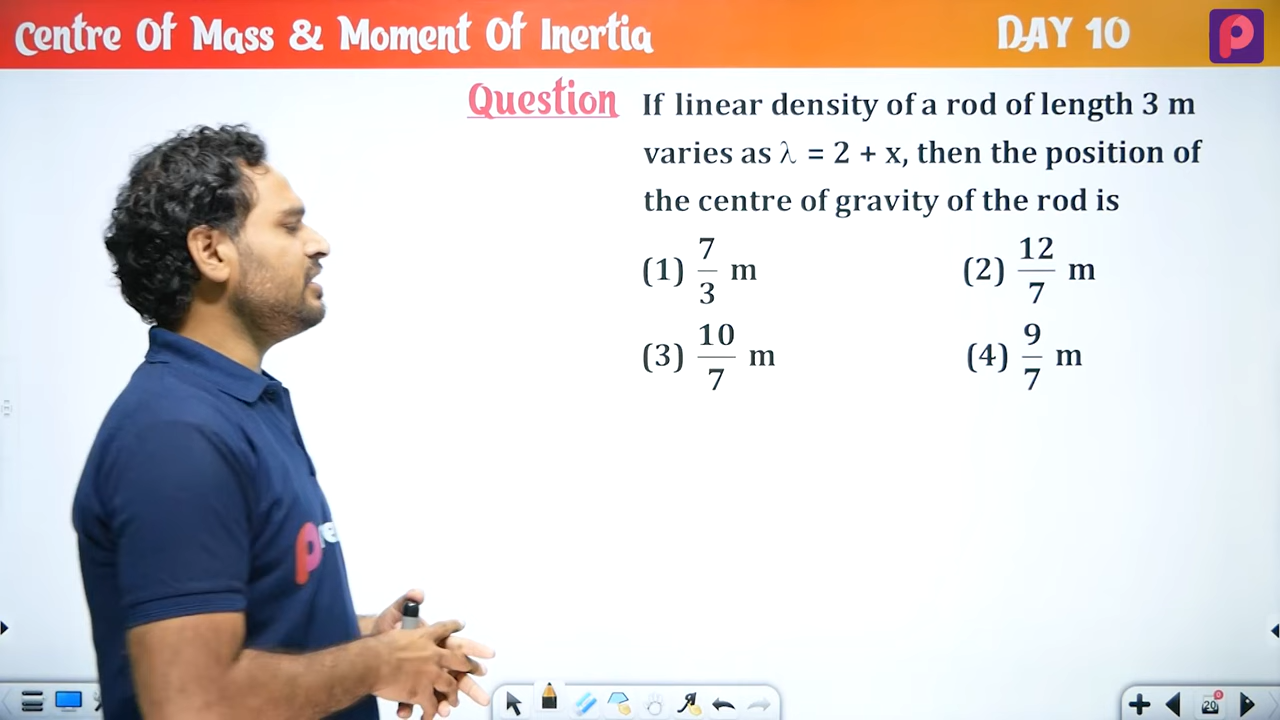 Centre Of Mass & Moment Of Inertia
DAY 10
Question If linear density of a rod of length 3 m
varies as λ = 2 + x, then the position of
the centre of gravity of the rod is
(1) 7/3 m
(2) 12/7 m
(3) 10/7 m
(4) 9/7 m
20